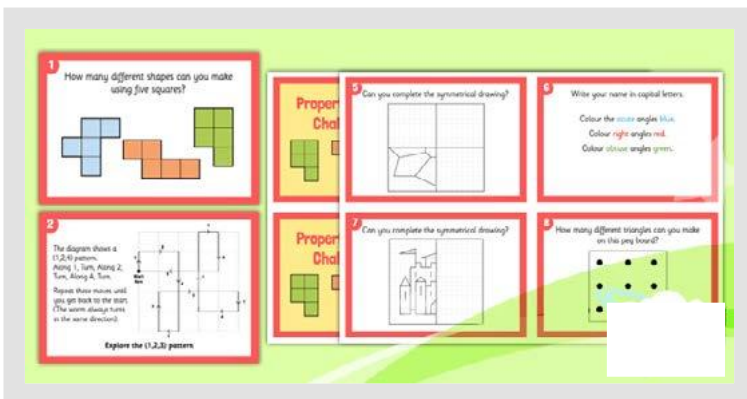 1
How many different shapes can you make
using five squares?
2
The diagram shows a
(1,2,4) pattern.
Along 1, Turn, Along 2,
Turn, Along 4, Turn.
Repeat these moves until
you get back to the start.
(The worm always turns
in the same direction).
Explore the (1,2,3) pattern
Proper
Chal
Proper
Chal
5
Can you complete the symmetrical drawing?
6
Write your name in capital letters.
Colour the acute angles blue.
Colour right angles red.
Colour obtuse angles green.
7
Can you complete the symmetrical drawing?
8
How many different triangles can you make
on this peg board?